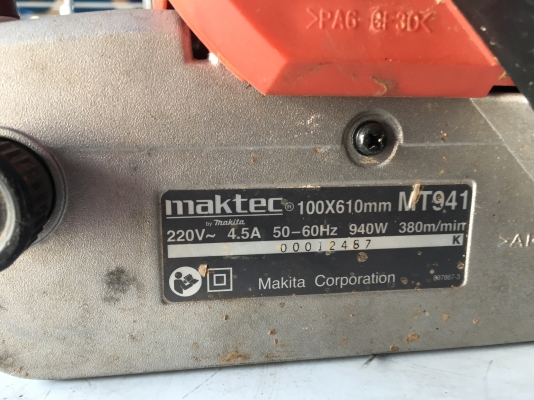 >PA6 GF30<
maktec® 100X610mm MT941
by Makita
220V~ 4.5A 50-60Hz 940W 380m/min
00012487 K
Makita Corporation